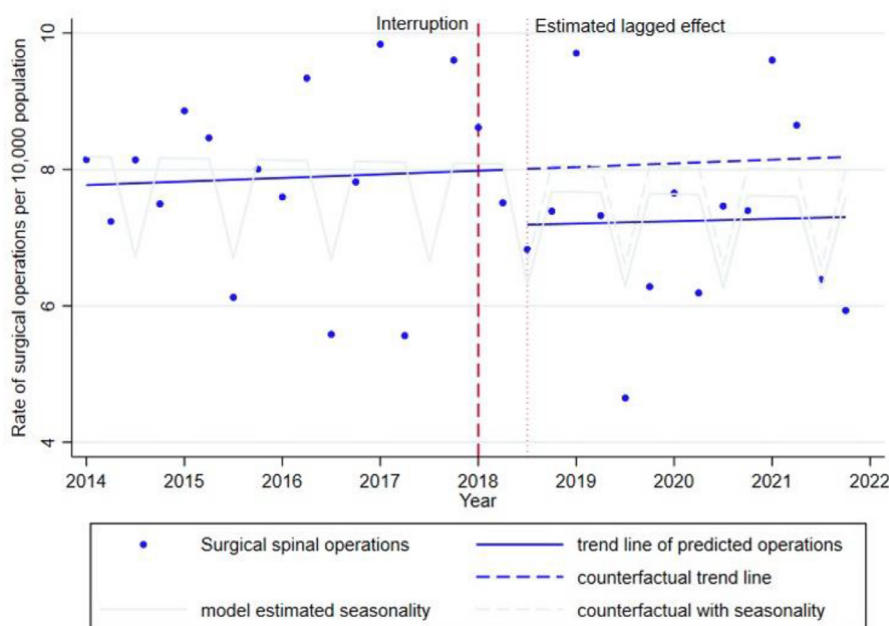 Interruption
Estimated lagged effect
Rate of surgical operations per 10,000 population
10
8
6
4
2014 2015 2016 2017 2018 2019 2020 2021 2022
Year
Surgical spinal operations
trend line of predicted operations
counterfactual trend line
model estimated seasonality
counterfactual with seasonality